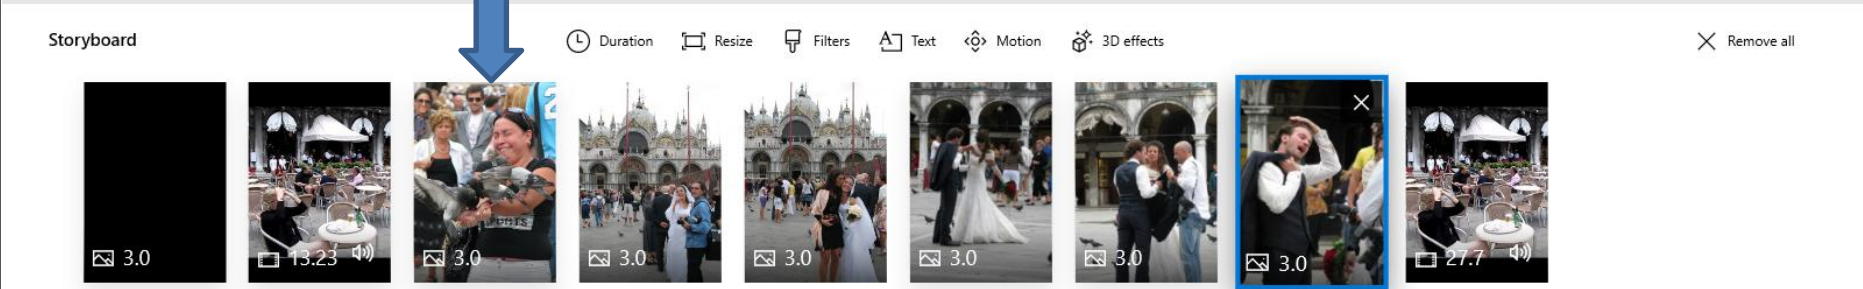 Storyboard Duration Resize Filters Text Motion 3D effects Remove all
3.0 13.23 3.0 3.0 3.0 3.0 3.0 3.0 27.7